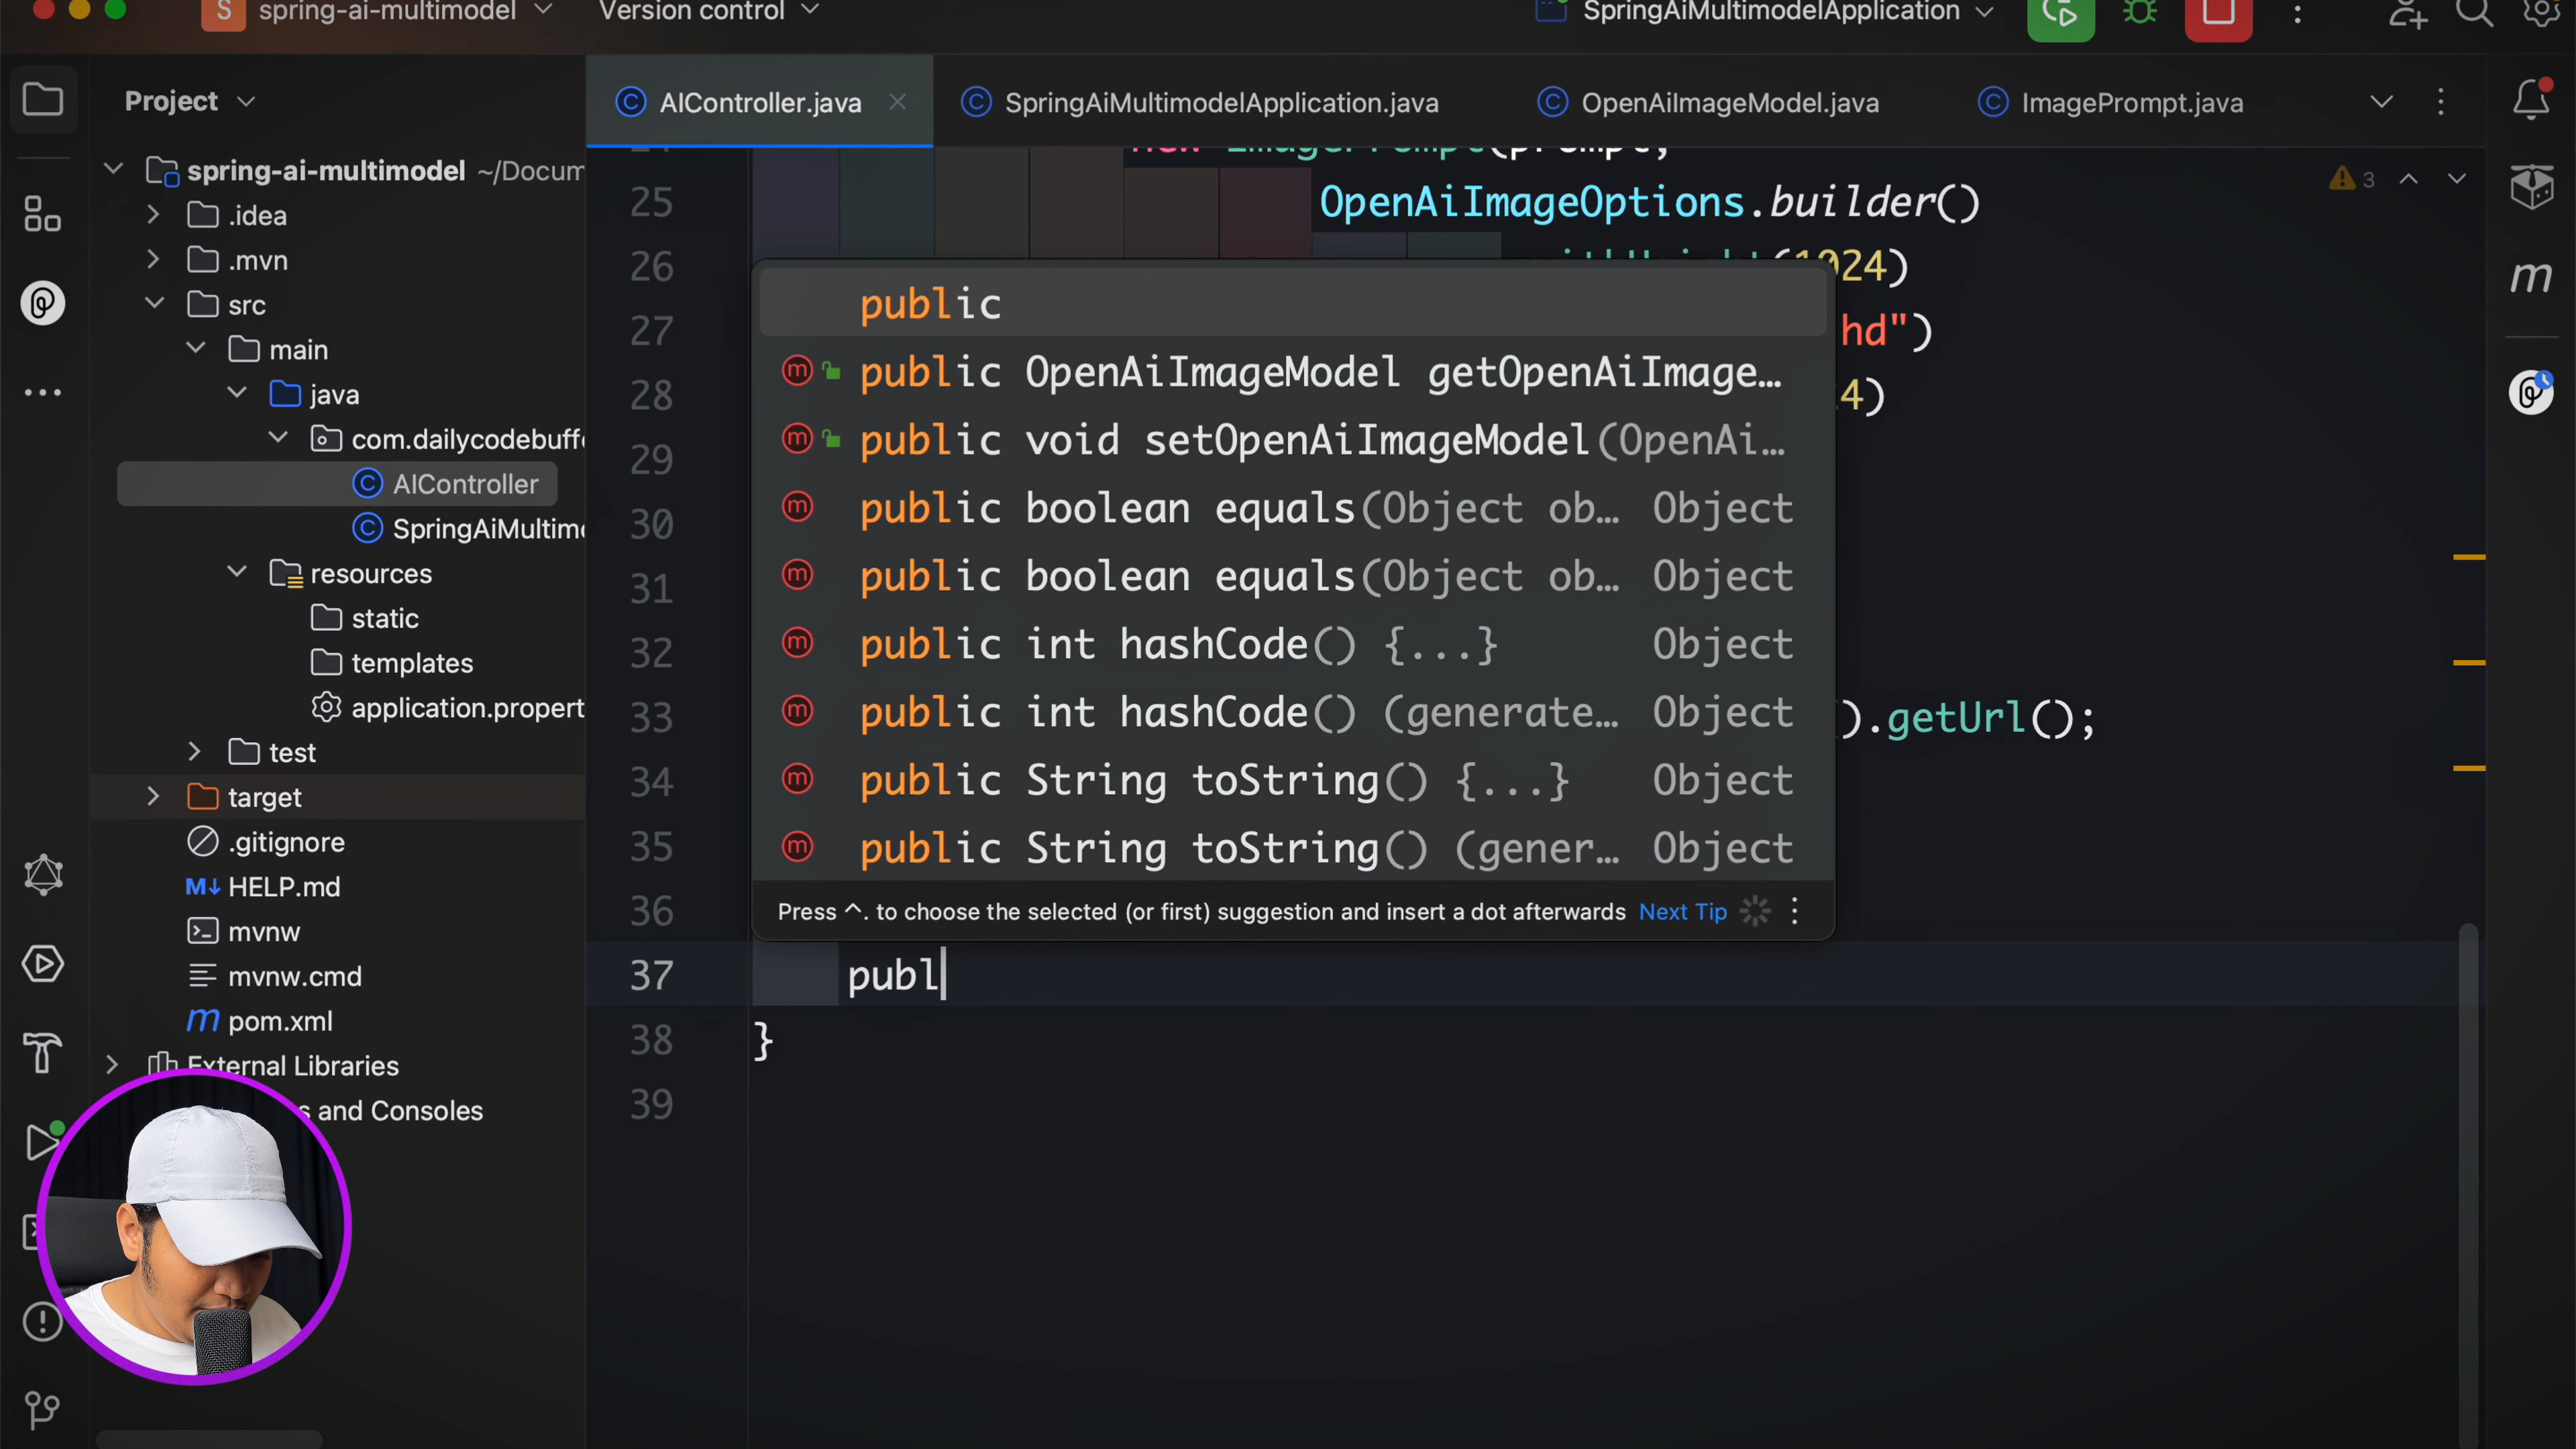 S spring-ai-multimodel Version control SpringAiMultimodelApplication
Project
AIController.java SpringAiMultimodelApplication.java OpenAiImageModel.java ImagePrompt.java
spring-ai-multimodel ~/Docum
.idea
.mvn
src
main
java
com.dailycodebuffe
AIController
SpringAiMultim
resources
static
templates
application.propert
test
target
.gitignore
M↓ HELP.md
mvnw
mvnw.cmd
m pom.xml
External Libraries
s and Consoles
new ImagePrompt(prompt,
25 OpenAiImageOptions.builder()
26 withHeight(1024)
27 hd")
28 4)
29
30
31
32
33 ).getUrl();
34
35
36
37 publ
38 }
39
3
public
public OpenAiImageModel getOpenAiImage…
public void setOpenAiImageModel(OpenAi…
public boolean equals(Object ob… Object
public boolean equals(Object ob… Object
public int hashCode() {...} Object
public int hashCode() (generate… Object
public String toString() {...} Object
public String toString() (gener… Object
Press ^. to choose the selected (or first) suggestion and insert a dot afterwards Next Tip
m